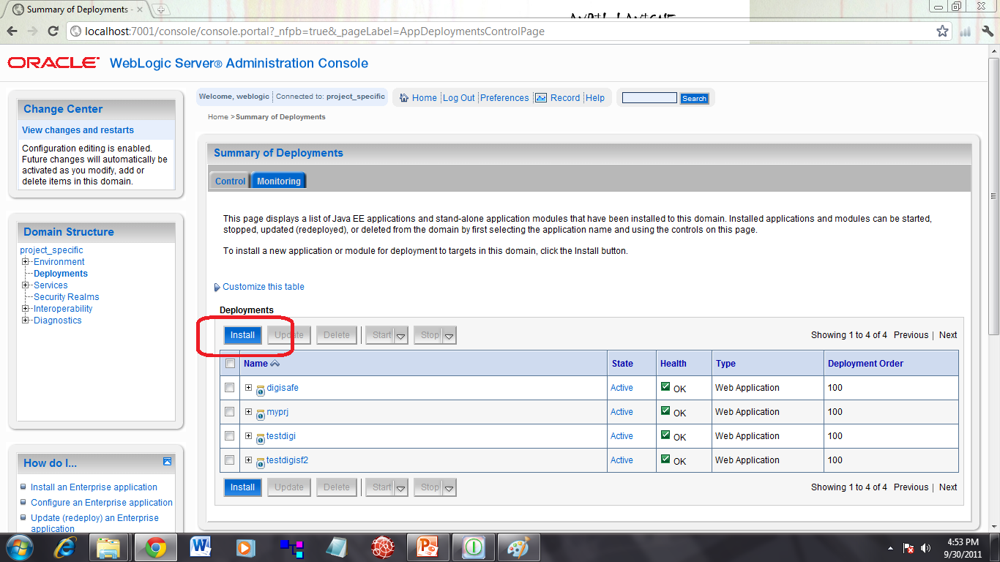 Summary of Deployments -
localhost:7001/console/console.portal?_nfpb=true&_pageLabel=AppDeploymentsControlPage
ORACLE WebLogic Server® Administration Console
Change Center
View changes and restarts
Configuration editing is enabled.
Future changes will automatically be
activated as you modify, add or
delete items in this domain.
Domain Structure
project_specific
Environment
Deployments
Services
Security Realms
Interoperability
Diagnostics
How do I...
Install an Enterprise application
Configure an Enterprise application
Update (redeploy) an Enterprise
application
Welcome, weblogic Connected to: project_specific
Home Log Out Preferences Record Help Search
Home >Summary of Deployments
Summary of Deployments
Control Monitoring
This page displays a list of Java EE applications and stand-alone application modules that have been installed to this domain. Installed applications and modules can be started,
stopped, updated (redeployed), or deleted from the domain by first selecting the application name and using the controls on this page.
To install a new application or module for deployment to targets in this domain, click the Install button.
Customize this table
Deployments
Install Update Delete Start Stop Showing 1 to 4 of 4 Previous | Next
Name State Health Type Deployment Order
digisafe Active OK Web Application 100
myprj Active OK Web Application 100
testdigi Active OK Web Application 100
testdigisf2 Active OK Web Application 100
Install Update Delete Start Stop Showing 1 to 4 of 4 Previous | Next
4:53 PM
9/30/2011